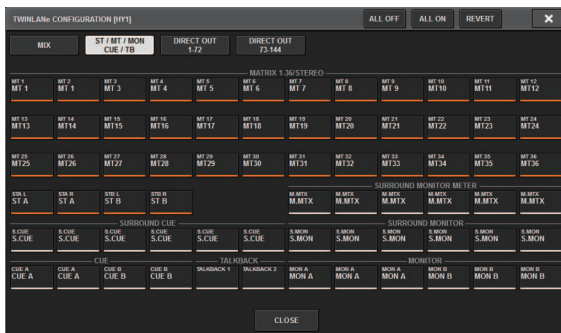 TWINLANe CONFIGURATION [HY1] ALL OFF ALL ON REVERT ×
MIX ST / MT / MON CUE / TB DIRECT OUT 1-72 DIRECT OUT 73-144
MATRIX 1-36/STEREO
MT 1 MT 2 MT 3 MT 4 MT 5 MT 6 MT 7 MT 8 MT 9 MT 10 MT 11 MT 12
MT 1 MT 1 MT 3 MT 4 MT 5 MT 6 MT 7 MT 8 MT 9 MT10 MT11 MT12
MT 13 MT 14 MT 15 MT 16 MT 17 MT 18 MT 19 MT 20 MT 21 MT 22 MT 23 MT 24
MT13 MT14 MT15 MT16 MT17 MT18 MT19 MT20 MT21 MT22 MT23 MT24
MT 25 MT 26 MT 27 MT 28 MT 29 MT 30 MT 31 MT 32 MT 33 MT 34 MT 35 MT 36
MT25 MT26 MT27 MT28 MT29 MT30 MT31 MT32 MT33 MT34 MT35 MT36
SURROUND MONITOR METER
STA L STA R STB L STB R M.MTX M.MTX M.MTX M.MTX M.MTX M.MTX
ST A ST A ST B ST B M.MTX M.MTX M.MTX M.MTX M.MTX M.MTX
SURROUND CUE SURROUND MONITOR
S.CUE S.CUE S.CUE S.CUE S.CUE S.CUE S.MON S.MON S.MON S.MON S.MON S.MON
S.CUE S.CUE S.CUE S.CUE S.CUE S.CUE S.MON S.MON S.MON S.MON S.MON S.MON
CUE TALKBACK MONITOR
CUE A CUE A CUE B CUE B TALKBACK 1 TALKBACK 2 MON A MON A MON A MON B MON B MON B
CUE A CUE A CUE B CUE B MON A MON A MON A MON B MON B MON B
CLOSE